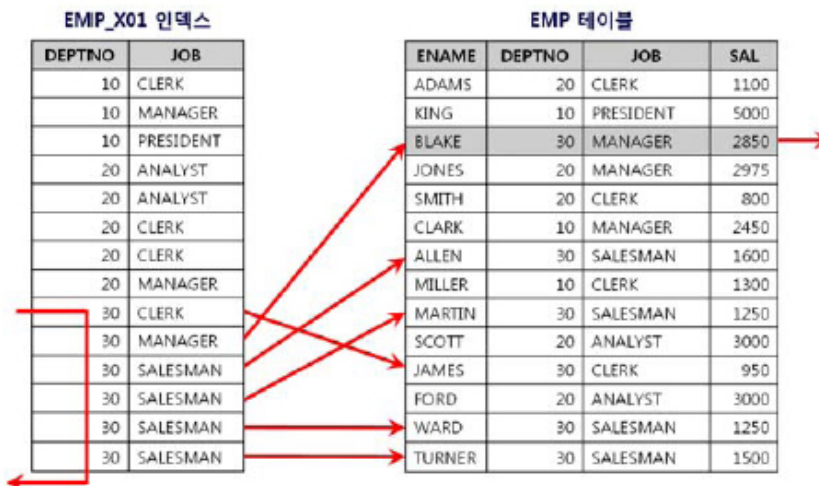 EMP_X01 인덱스
DEPTNO JOB
10 CLERK
10 MANAGER
10 PRESIDENT
20 ANALYST
20 ANALYST
20 CLERK
20 CLERK
20 MANAGER
30 CLERK
30 MANAGER
30 SALESMAN
30 SALESMAN
30 SALESMAN
30 SALESMAN
EMP 테이블
ENAME DEPTNO JOB SAL
ADAMS 20 CLERK 1100
KING 10 PRESIDENT 5000
BLAKE 30 MANAGER 2850
JONES 20 MANAGER 2975
SMITH 20 CLERK 800
CLARK 10 MANAGER 2450
ALLEN 30 SALESMAN 1600
MILLER 10 CLERK 1300
MARTIN 30 SALESMAN 1250
SCOTT 20 ANALYST 3000
JAMES 30 CLERK 950
FORD 20 ANALYST 3000
WARD 30 SALESMAN 1250
TURNER 30 SALESMAN 1500